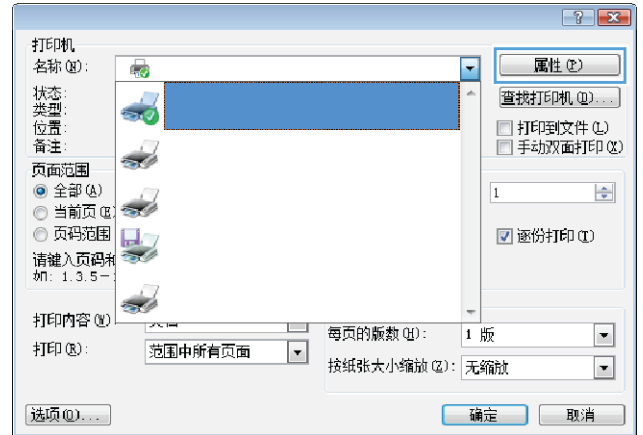 打印机
名称(N):
属性(P)
状态:
查找打印机(D)...
类型:
位置:
打印到文件(L)
备注:
手动双面打印(X)
页面范围
全部(A)
1
当前页(E)
页码范围
逐份打印(T)
请键入页码和
如: 1.3.5-
打印内容(W)
每页的版数(H):
1 版
打印(R):
范围中所有页面
按纸张大小缩放(Z):
无缩放
选项(O)...
确定
取消